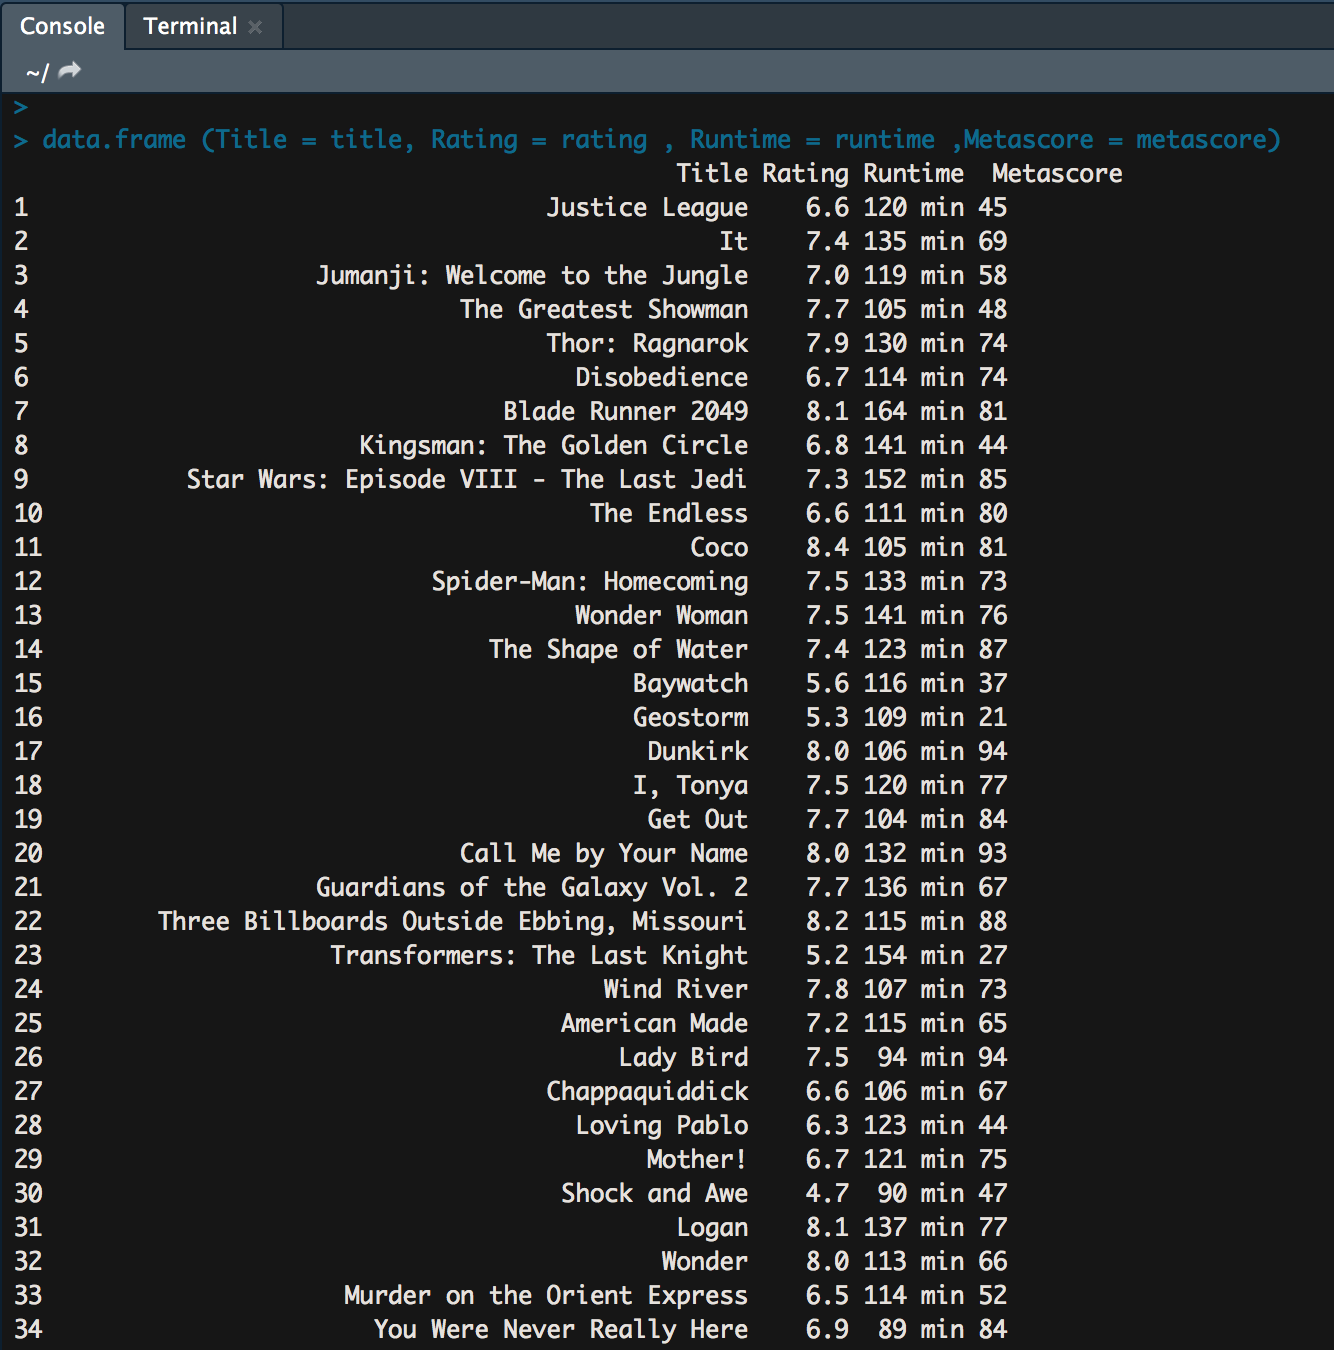 Console Terminal ×
~/
>
> data.frame (Title = title, Rating = rating , Runtime = runtime ,Metascore = metascore)
Title Rating Runtime Metascore
1 Justice League 6.6 120 min 45
2 It 7.4 135 min 69
3 Jumanji: Welcome to the Jungle 7.0 119 min 58
4 The Greatest Showman 7.7 105 min 48
5 Thor: Ragnarok 7.9 130 min 74
6 Disobedience 6.7 114 min 74
7 Blade Runner 2049 8.1 164 min 81
8 Kingsman: The Golden Circle 6.8 141 min 44
9 Star Wars: Episode VIII - The Last Jedi 7.3 152 min 85
10 The Endless 6.6 111 min 80
11 Coco 8.4 105 min 81
12 Spider-Man: Homecoming 7.5 133 min 73
13 Wonder Woman 7.5 141 min 76
14 The Shape of Water 7.4 123 min 87
15 Baywatch 5.6 116 min 37
16 Geostorm 5.3 109 min 21
17 Dunkirk 8.0 106 min 94
18 I, Tonya 7.5 120 min 77
19 Get Out 7.7 104 min 84
20 Call Me by Your Name 8.0 132 min 93
21 Guardians of the Galaxy Vol. 2 7.7 136 min 67
22 Three Billboards Outside Ebbing, Missouri 8.2 115 min 88
23 Transformers: The Last Knight 5.2 154 min 27
24 Wind River 7.8 107 min 73
25 American Made 7.2 115 min 65
26 Lady Bird 7.5 94 min 94
27 Chappaquiddick 6.6 106 min 67
28 Loving Pablo 6.3 123 min 44
29 Mother! 6.7 121 min 75
30 Shock and Awe 4.7 90 min 47
31 Logan 8.1 137 min 77
32 Wonder 8.0 113 min 66
33 Murder on the Orient Express 6.5 114 min 52
34 You Were Never Really Here 6.9 89 min 84